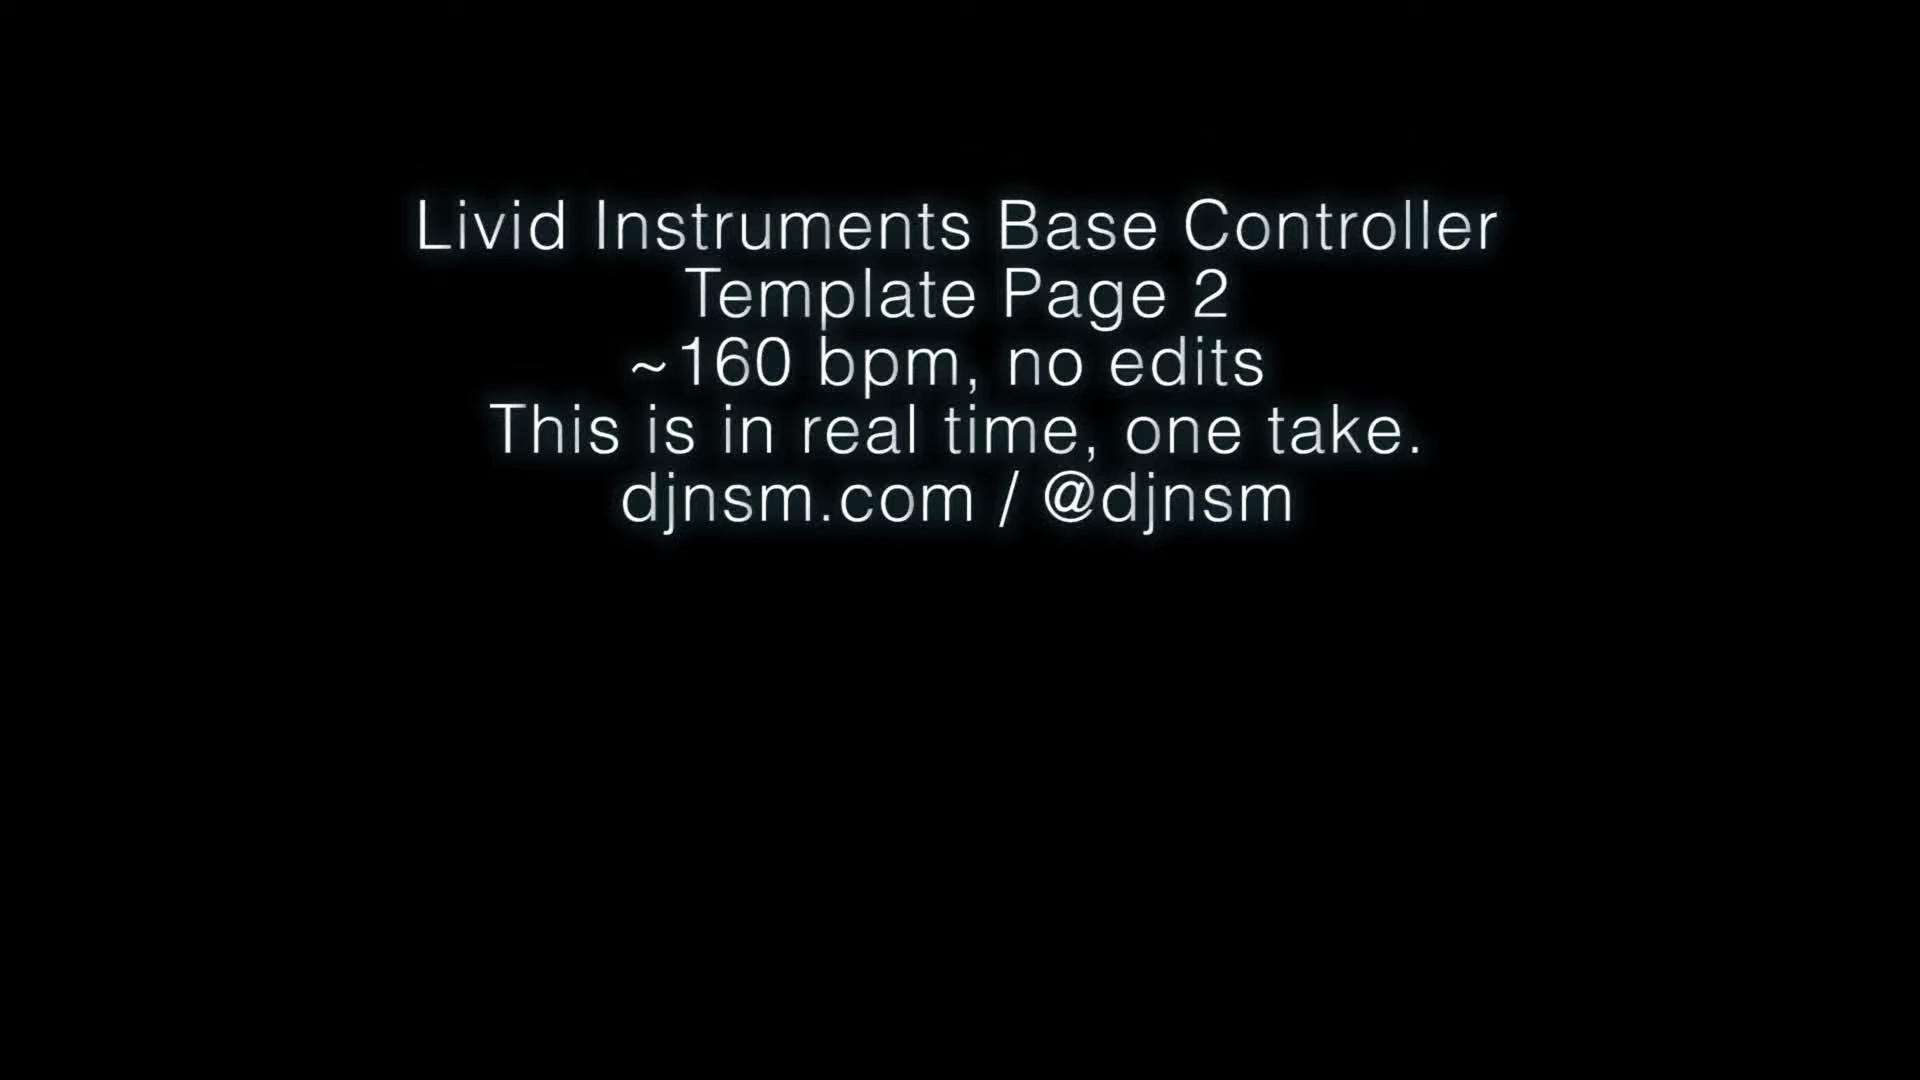 Livid Instruments Base Controller
Template Page 2
~160 bpm, no edits
This is in real time, one take.
djnsm.com / @djnsm